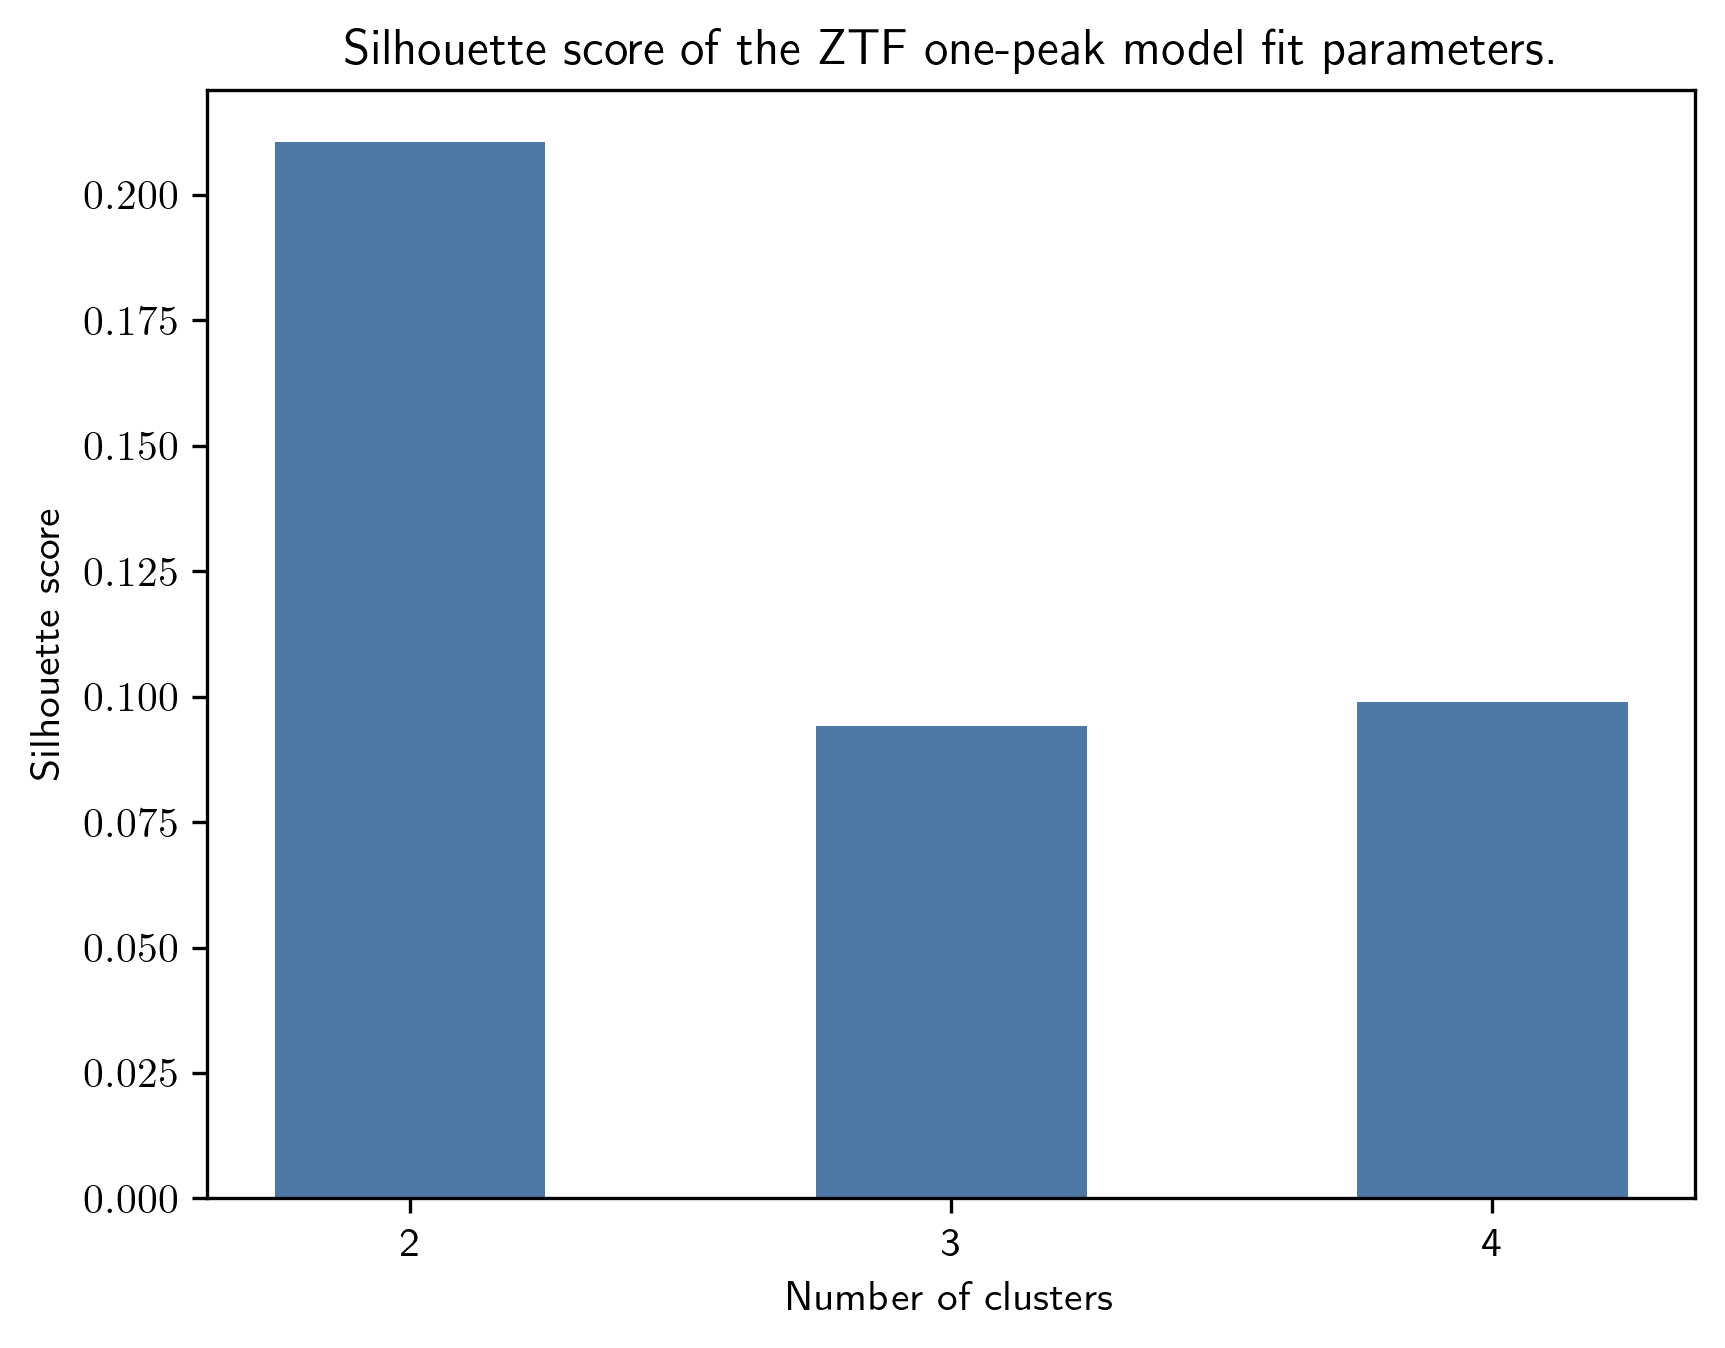 Silhouette score of the ZTF one-peak model fit parameters.
Silhouette score
0.200
0.175
0.150
0.125
0.100
0.075
0.050
0.025
0.000
2 3 4
Number of clusters